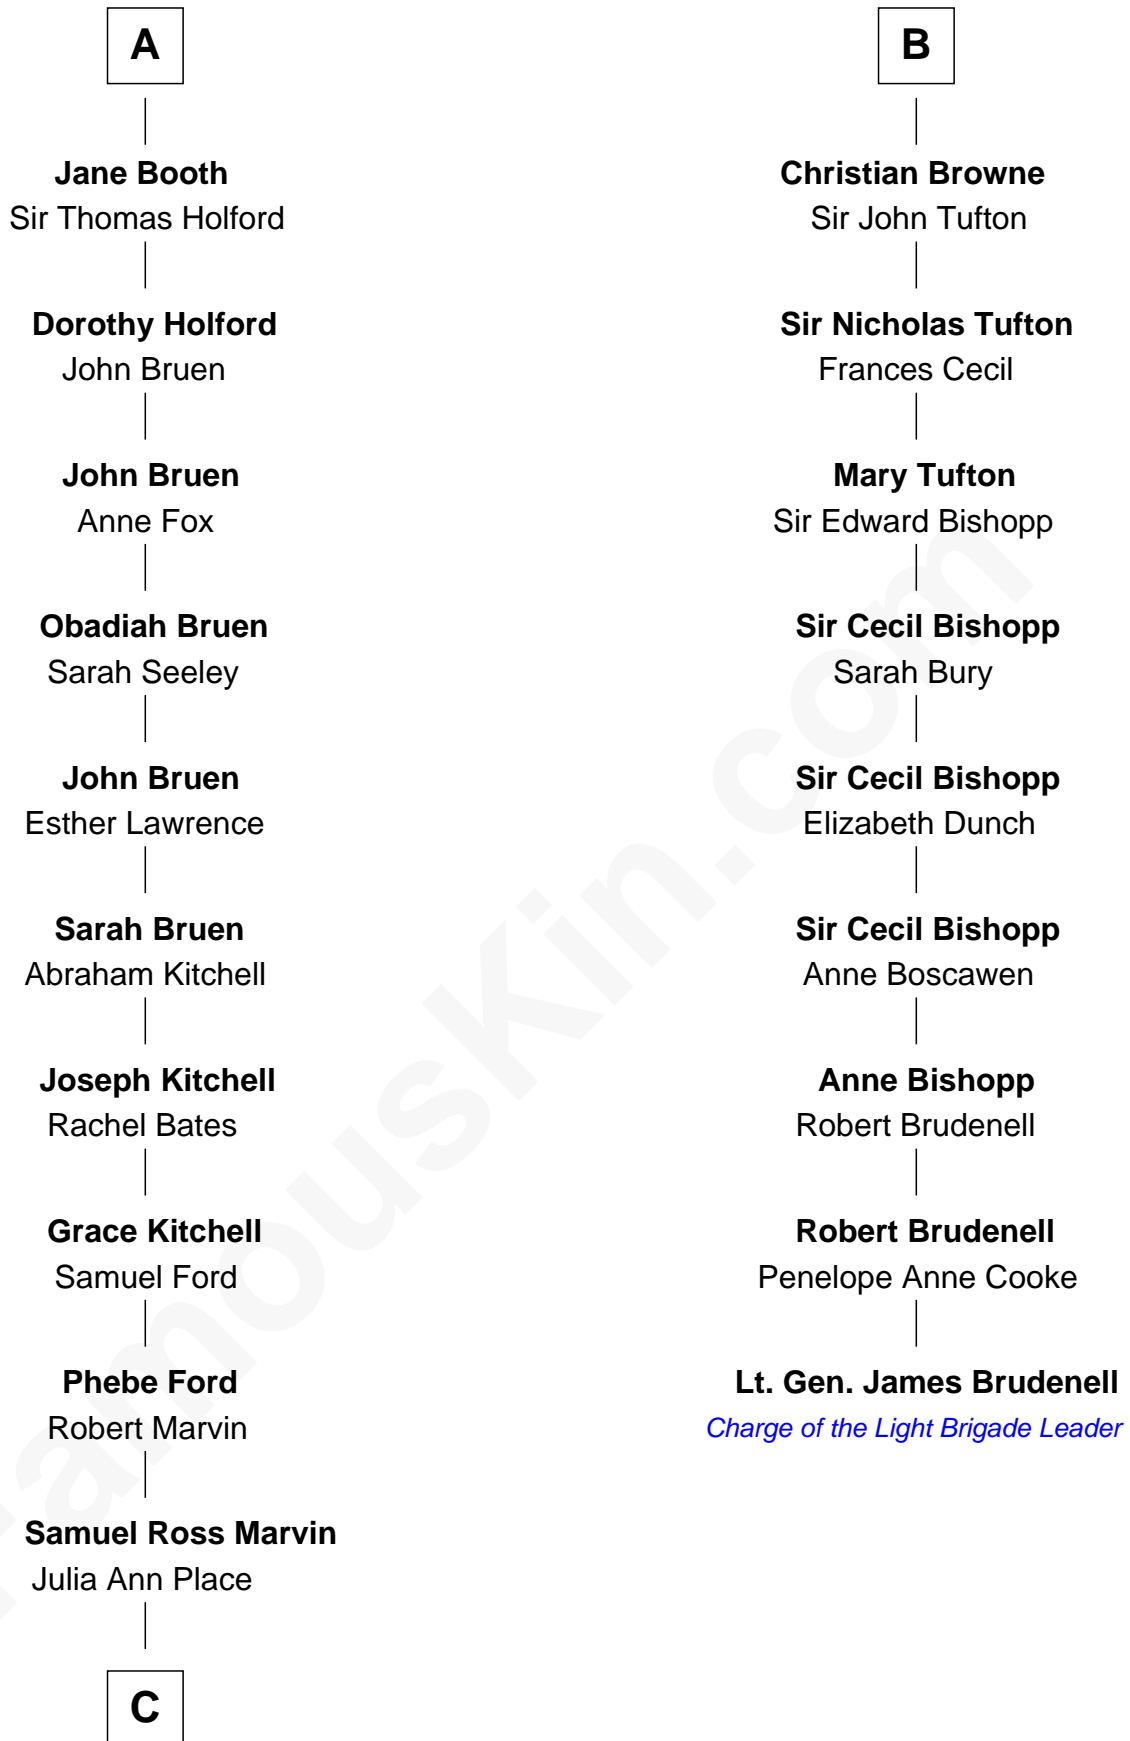 A
Jane Booth
Sir Thomas Holford
Dorothy Holford
John Bruen
John Bruen
Anne Fox
Obadiah Bruen
Sarah Seeley
John Bruen
Esther Lawrence
Sarah Bruen
Abraham Kitchell
Joseph Kitchell
Rachel Bates
Grace Kitchell
Samuel Ford
Phebe Ford
Robert Marvin
Samuel Ross Marvin
Julia Ann Place
C
B
Christian Browne
Sir John Tufton
Sir Nicholas Tufton
Frances Cecil
Mary Tufton
Sir Edward Bishopp
Sir Cecil Bishopp
Sarah Bury
Sir Cecil Bishopp
Elizabeth Dunch
Sir Cecil Bishopp
Anne Boscawen
Anne Bishopp
Robert Brudenell
Robert Brudenell
Penelope Anne Cooke
Lt. Gen. James Brudenell
Charge of the Light Brigade Leader
FamousKin.com